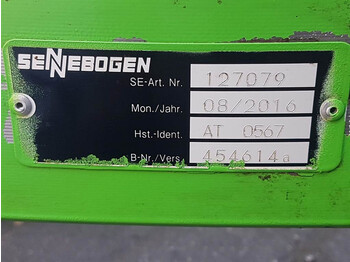 SENNEBOGEN
SE-Art. Nr. 127079
Mon./Jahr. 08/2016
Hst.-Ident. AT 0567
B-Nr./Vers. 454614a